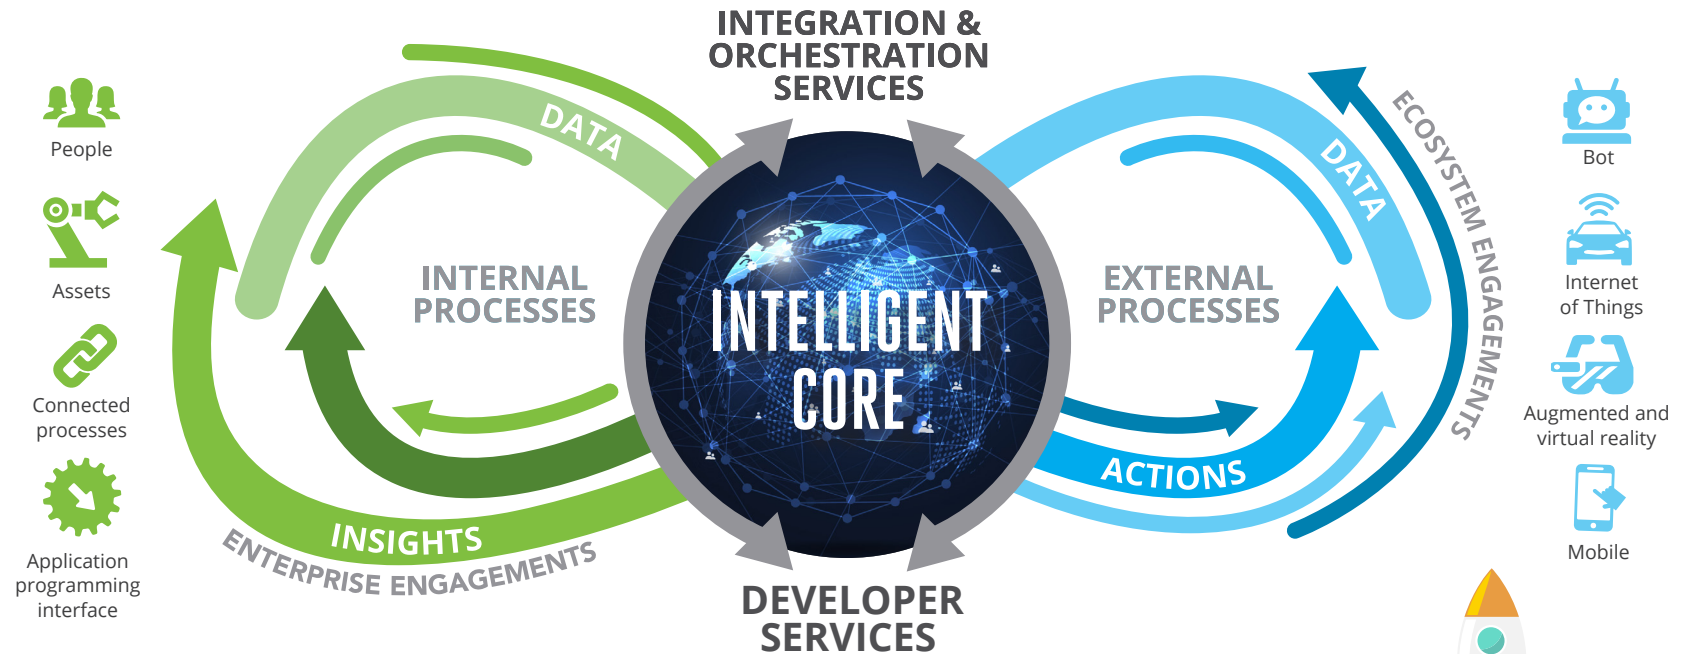 INTEGRATION &
ORCHESTRATION
SERVICES
People
Assets
Connected
processes
Application
programming
interface
DATA
INTERNAL
PROCESSES
INSIGHTS
ENTERPRISE ENGAGEMENTS
INTELLIGENT
CORE
DATA
EXTERNAL
PROCESSES
ACTIONS
ECOSYSTEM ENGAGEMENTS
Bot
Internet
of Things
Augmented and
virtual reality
Mobile
DEVELOPER
SERVICES